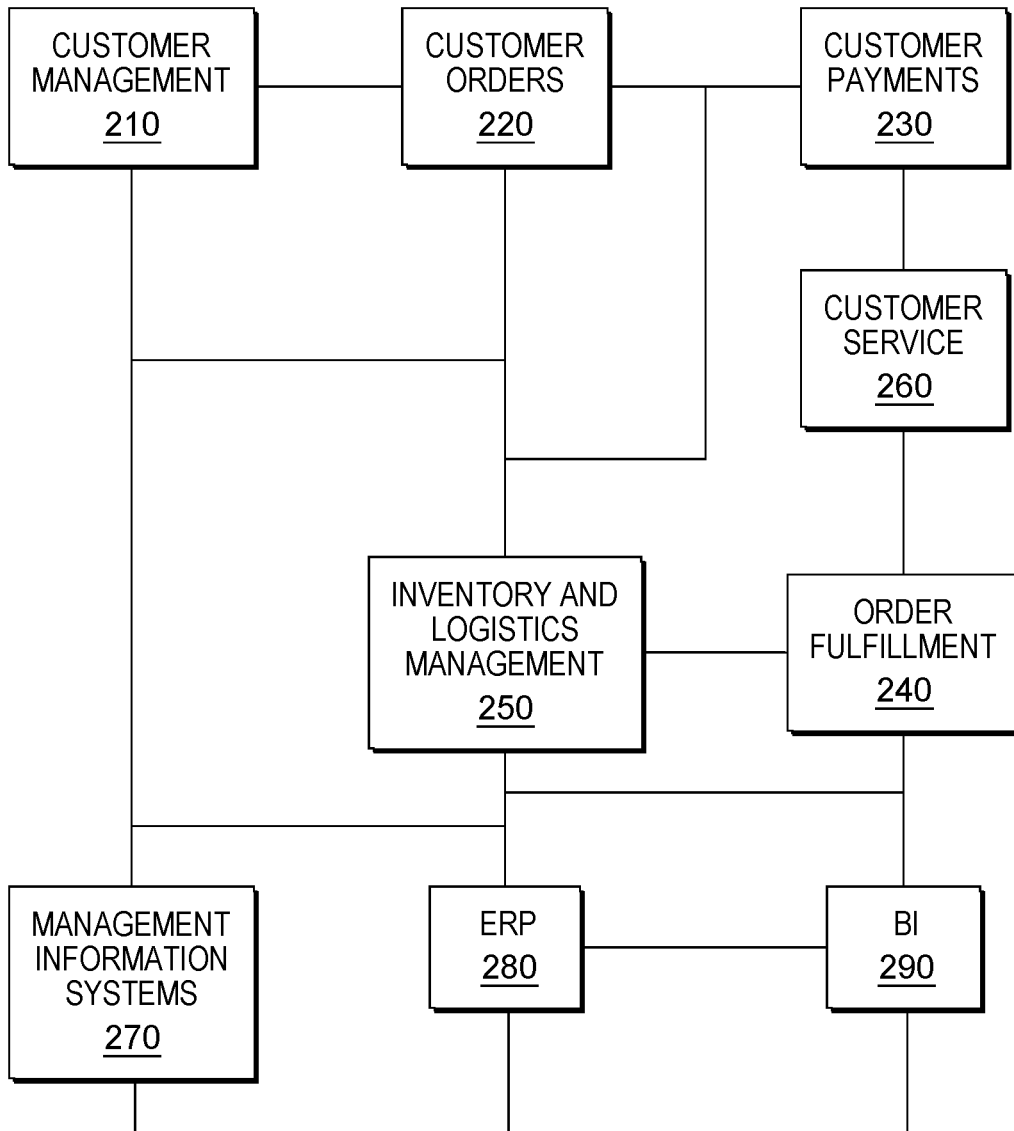 CUSTOMER
MANAGEMENT
210
CUSTOMER
ORDERS
220
CUSTOMER
PAYMENTS
230
CUSTOMER
SERVICE
260
INVENTORY AND
LOGISTICS
MANAGEMENT
250
ORDER
FULFILLMENT
240
MANAGEMENT
INFORMATION
SYSTEMS
270
ERP
280
BI
290